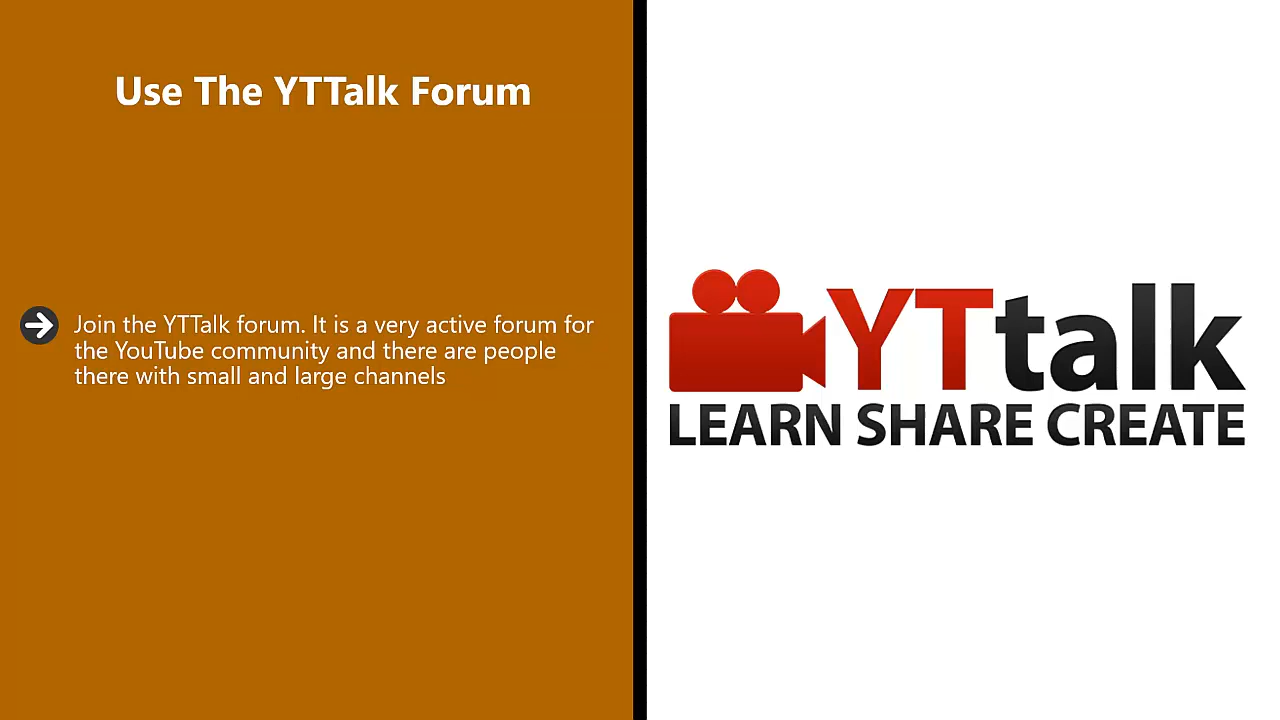 Use The YTTalk Forum
Join the YTTalk forum. It is a very active forum for
the YouTube community and there are people
there with small and large channels
YTtalk
LEARN SHARE CREATE